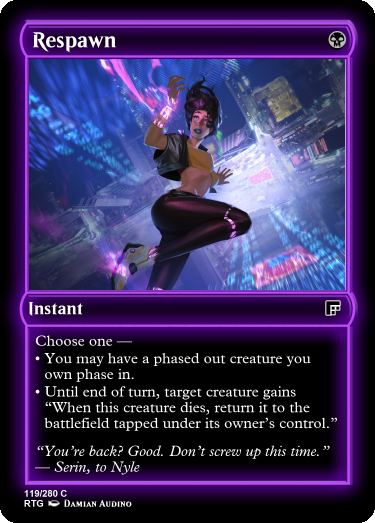 Respawn
Instant
Choose one —
• You may have a phased out creature you
own phase in.
• Until end of turn, target creature gains
“When this creature dies, return it to the
battlefield tapped under its owner’s control.”
“You’re back? Good. Don’t screw up this time.”
— Serin, to Nyle
119/280 C
RTG Damian Audino